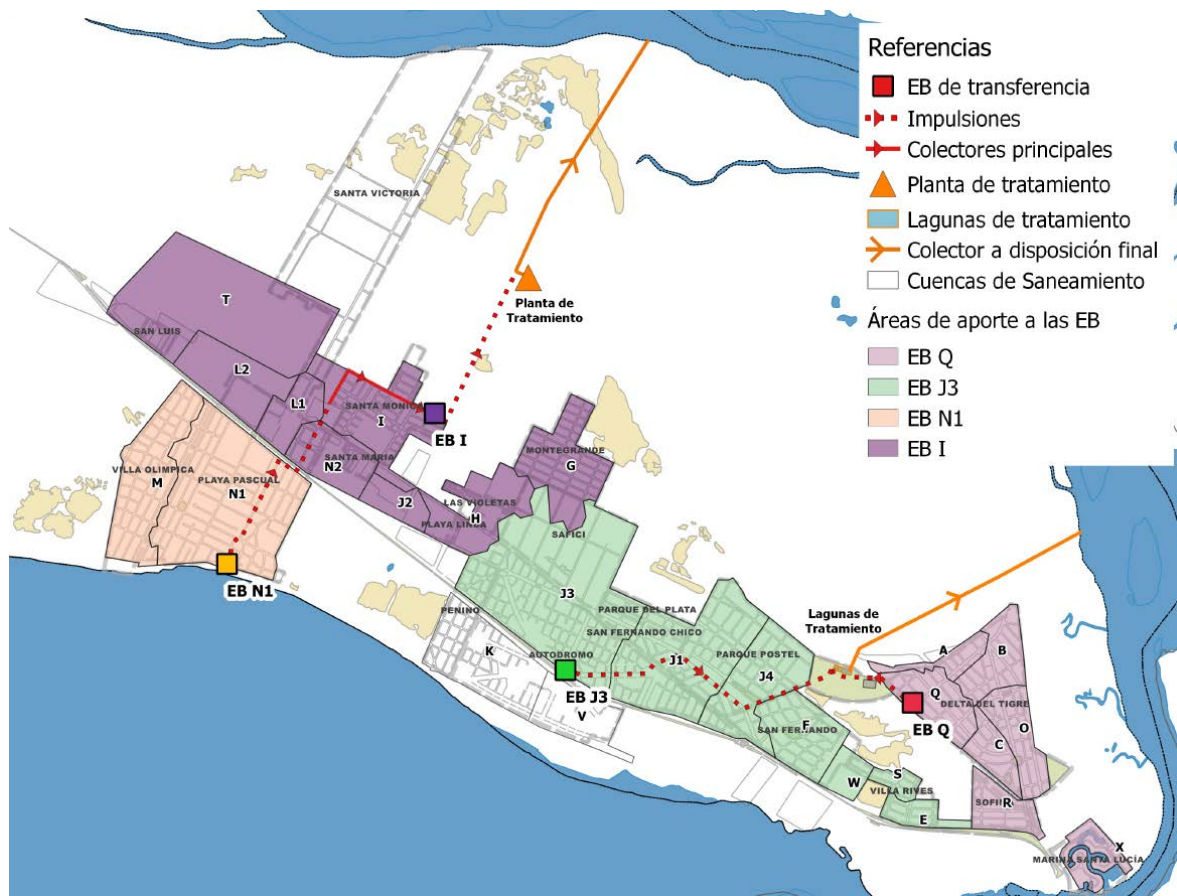 Referencias
EB de transferencia
Impulsiones
Colectores principales
Planta de tratamiento
Lagunas de tratamiento
Colector a disposición final
Cuencas de Saneamiento
Áreas de aporte a las EB
EB Q
EB J3
EB N1
EB I
SANTA VICTORIA
Planta de
Tratamiento
T
SAN LUIS
L2
L1
SANTA MONICA
I
EB I
SANTA MARIA
N2
MONTEGRANDE
G
VILLA OLIMPICA
M
PLAYA PASCUAL
N1
J2
LAS VIOLETAS
H
PLAYA LINDA
SAFICI
EB N1
J3
PARQUE DEL PLATA
SAN FERNANDO CHICO
PENINO
K
AUTODROMO
J1
PARQUE POSTEL
J4
Lagunas de
Tratamiento
A
B
Q
DELTA DEL TIGRE
EB J3
V
EB Q
O
C
F
SAN FERNANDO
S
W
VILLA RIVES
E
R
X
MARINA SANTA LUCÍA